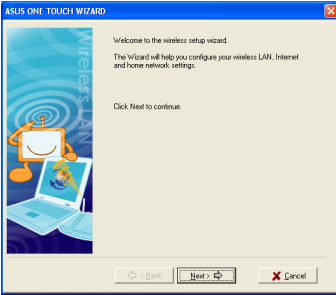 ASUS ONE TOUCH WIZARD
Wireless LAN
Welcome to the wireless setup wizard.
The Wizard will help you configure your wireless LAN, Internet
and home network settings.
Click Next to continue.
< Back
Next >
Cancel